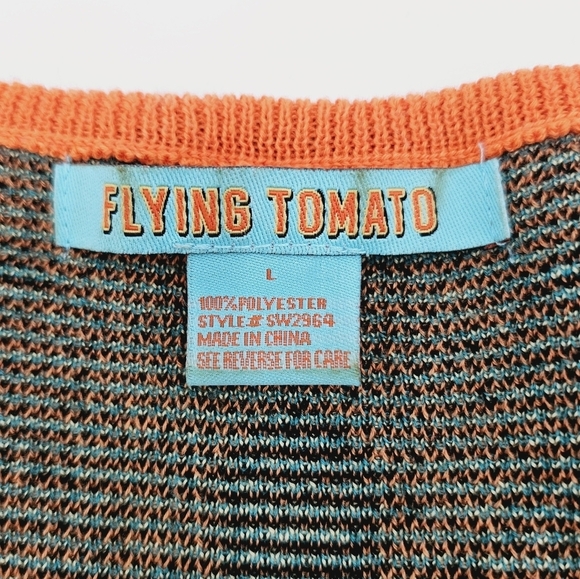 FLYING TOMATO
L
100% POLYESTER
STYLE# SW2964
MADE IN CHINA
SEE REVERSE FOR CARE